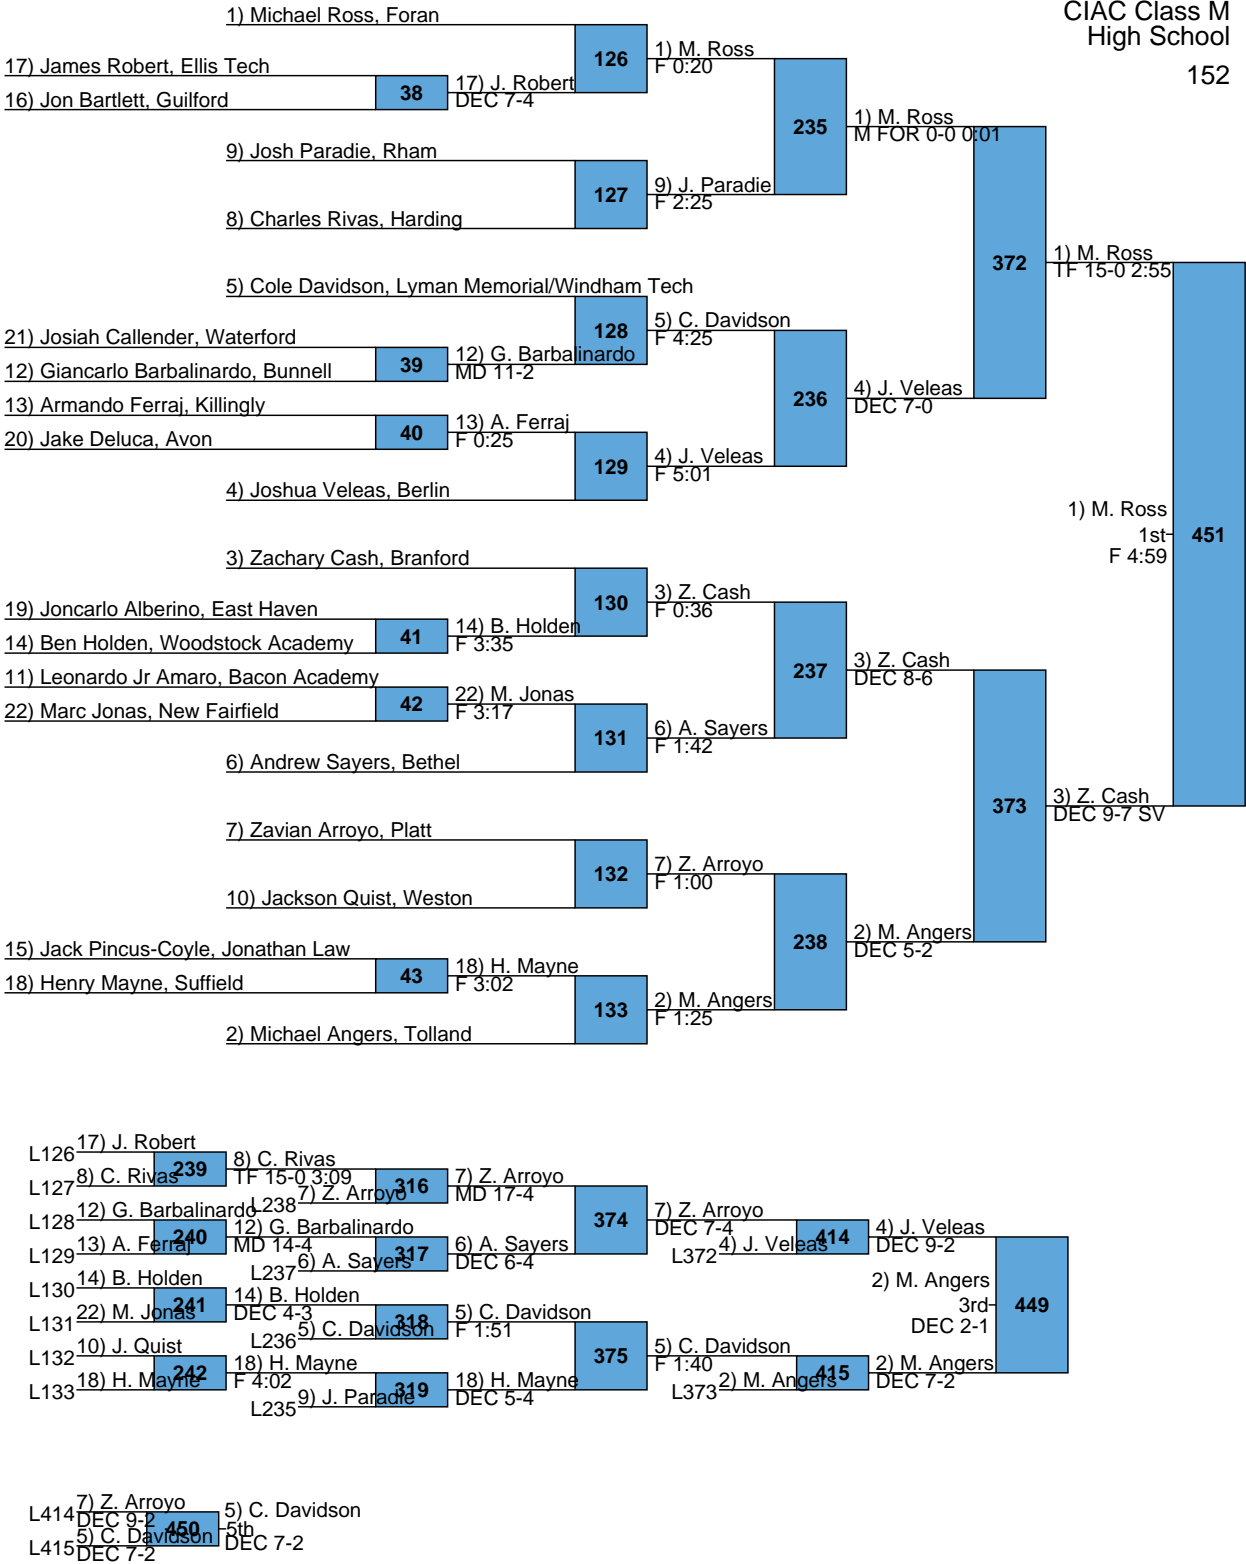 CIAC Class M
High School
152
1) Michael Ross, Foran
17) James Robert, Ellis Tech
16) Jon Bartlett, Guilford
38
17) J. Robert
DEC 7-4
126
1) M. Ross
F 0:20
9) Josh Paradie, Rham
8) Charles Rivas, Harding
127
9) J. Paradie
F 2:25
235
1) M. Ross
M FOR 0-0 0:01
5) Cole Davidson, Lyman Memorial/Windham Tech
21) Josiah Callender, Waterford
12) Giancarlo Barbalinardo, Bunnell
39
12) G. Barbalinardo
MD 11-2
128
5) C. Davidson
F 4:25
13) Armando Ferraj, Killingly
20) Jake Deluca, Avon
40
13) A. Ferraj
F 0:25
4) Joshua Veleas, Berlin
129
4) J. Veleas
F 5:01
236
4) J. Veleas
DEC 7-0
372
1) M. Ross
TF 15-0 2:55
3) Zachary Cash, Branford
19) Joncarlo Alberino, East Haven
14) Ben Holden, Woodstock Academy
41
14) B. Holden
F 3:35
130
3) Z. Cash
F 0:36
11) Leonardo Jr Amaro, Bacon Academy
22) Marc Jonas, New Fairfield
42
22) M. Jonas
F 3:17
6) Andrew Sayers, Bethel
131
6) A. Sayers
F 1:42
237
3) Z. Cash
DEC 8-6
7) Zavian Arroyo, Platt
10) Jackson Quist, Weston
132
7) Z. Arroyo
F 1:00
15) Jack Pincus-Coyle, Jonathan Law
18) Henry Mayne, Suffield
43
18) H. Mayne
F 3:02
2) Michael Angers, Tolland
133
2) M. Angers
F 1:25
238
2) M. Angers
DEC 5-2
373
3) Z. Cash
DEC 9-7 SV
1) M. Ross
1st
F 4:59
451
L126
17) J. Robert
L127
8) C. Rivas
239
8) C. Rivas
TF 15-0 3:09
L238
7) Z. Arroyo
316
7) Z. Arroyo
MD 17-4
L128
12) G. Barbalinardo
L129
13) A. Ferraj
240
12) G. Barbalinardo
MD 14-4
L237
6) A. Sayers
317
6) A. Sayers
DEC 6-4
374
7) Z. Arroyo
DEC 7-4
L372
4) J. Veleas
414
4) J. Veleas
DEC 9-2
L130
14) B. Holden
L131
22) M. Jonas
241
14) B. Holden
DEC 4-3
L236
5) C. Davidson
318
5) C. Davidson
F 1:51
L132
10) J. Quist
L133
18) H. Mayne
242
18) H. Mayne
F 4:02
L235
9) J. Paradie
319
18) H. Mayne
DEC 5-4
375
5) C. Davidson
F 1:40
L373
2) M. Angers
415
2) M. Angers
DEC 7-2
2) M. Angers
3rd
DEC 2-1
449
L414
7) Z. Arroyo
DEC 9-2
L415
5) C. Davidson
DEC 7-2
450
5) C. Davidson
5th
DEC 7-2